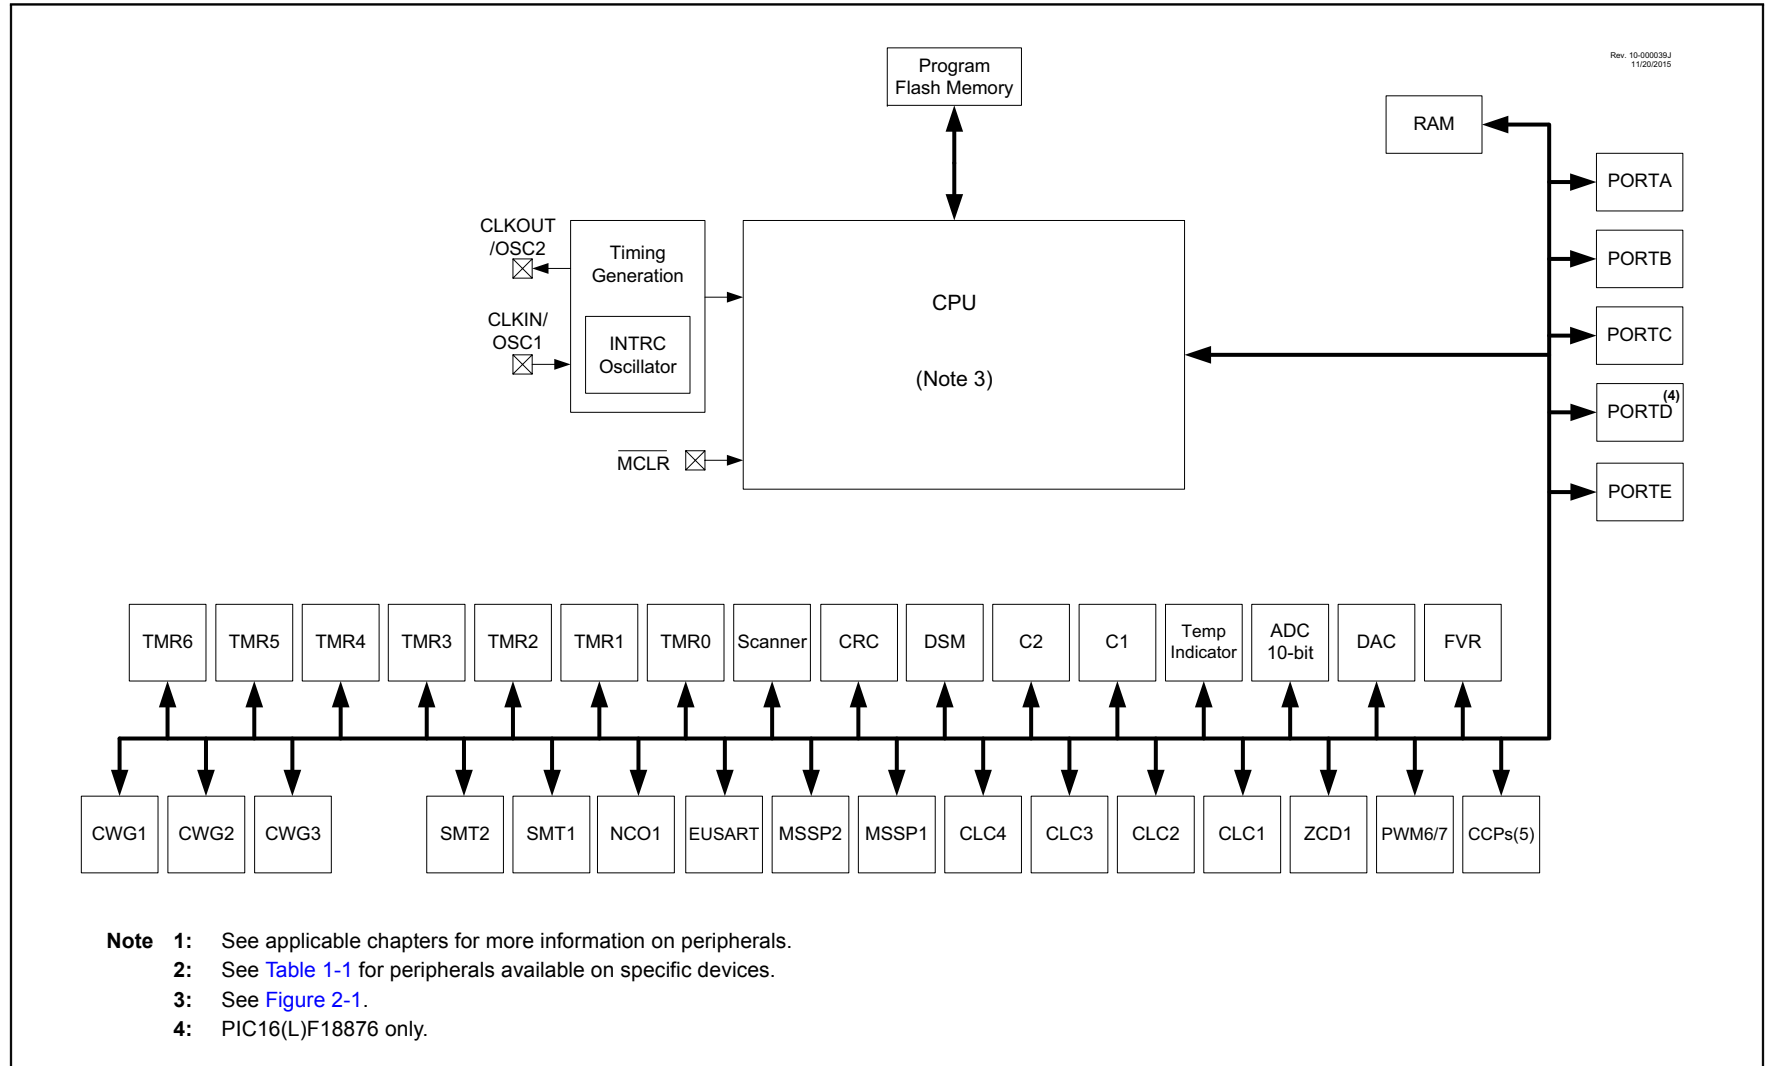 Rev. 10-000039J
11/20/2015
Program
Flash Memory
RAM
PORTA
CLKOUT
/OSC2
Timing
Generation
PORTB
CPU
CLKIN/
OSC1
INTRC
Oscillator
PORTC
(Note 3)
PORTD(4)
MCLR
PORTE
TMR6 TMR5 TMR4 TMR3 TMR2 TMR1 TMR0 Scanner CRC DSM C2 C1 Temp Indicator ADC 10-bit DAC FVR
CWG1 CWG2 CWG3 SMT2 SMT1 NCO1 EUSART MSSP2 MSSP1 CLC4 CLC3 CLC2 CLC1 ZCD1 PWM6/7 CCPs(5)
Note 1: See applicable chapters for more information on peripherals.
2: See Table 1-1 for peripherals available on specific devices.
3: See Figure 2-1.
4: PIC16(L)F18876 only.